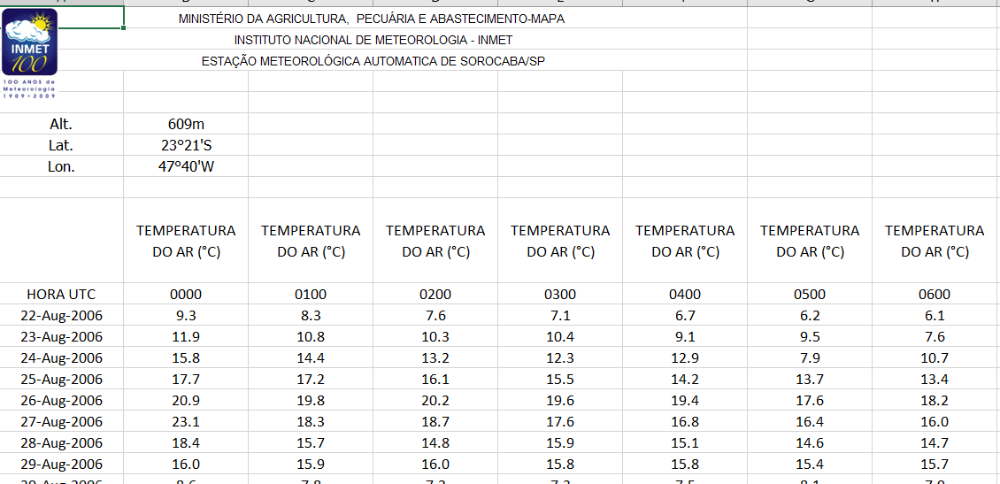 MINISTÉRIO DA AGRICULTURA, PECUÁRIA E ABASTECIMENTO-MAPA
INSTITUTO NACIONAL DE METEOROLOGIA - INMET
ESTAÇÃO METEOROLÓGICA AUTOMATICA DE SOROCABA/SP
INMET
100
100 ANOS de
Meteorologia
1909 • 2009
Alt. 609m
Lat. 23°21'S
Lon. 47°40'W
TEMPERATURA TEMPERATURA TEMPERATURA TEMPERATURA TEMPERATURA TEMPERATURA TEMPERATURA
DO AR (°C) DO AR (°C) DO AR (°C) DO AR (°C) DO AR (°C) DO AR (°C) DO AR (°C)
HORA UTC 0000 0100 0200 0300 0400 0500 0600
22-Aug-2006 9.3 8.3 7.6 7.1 6.7 6.2 6.1
23-Aug-2006 11.9 10.8 10.3 10.4 9.1 9.5 7.6
24-Aug-2006 15.8 14.4 13.2 12.3 12.9 7.9 10.7
25-Aug-2006 17.7 17.2 16.1 15.5 14.2 13.7 13.4
26-Aug-2006 20.9 19.8 20.2 19.6 19.4 17.6 18.2
27-Aug-2006 23.1 18.3 18.7 17.6 16.8 16.4 16.0
28-Aug-2006 18.4 15.7 14.8 15.9 15.1 14.6 14.7
29-Aug-2006 16.0 15.9 16.0 15.8 15.8 15.4 15.7